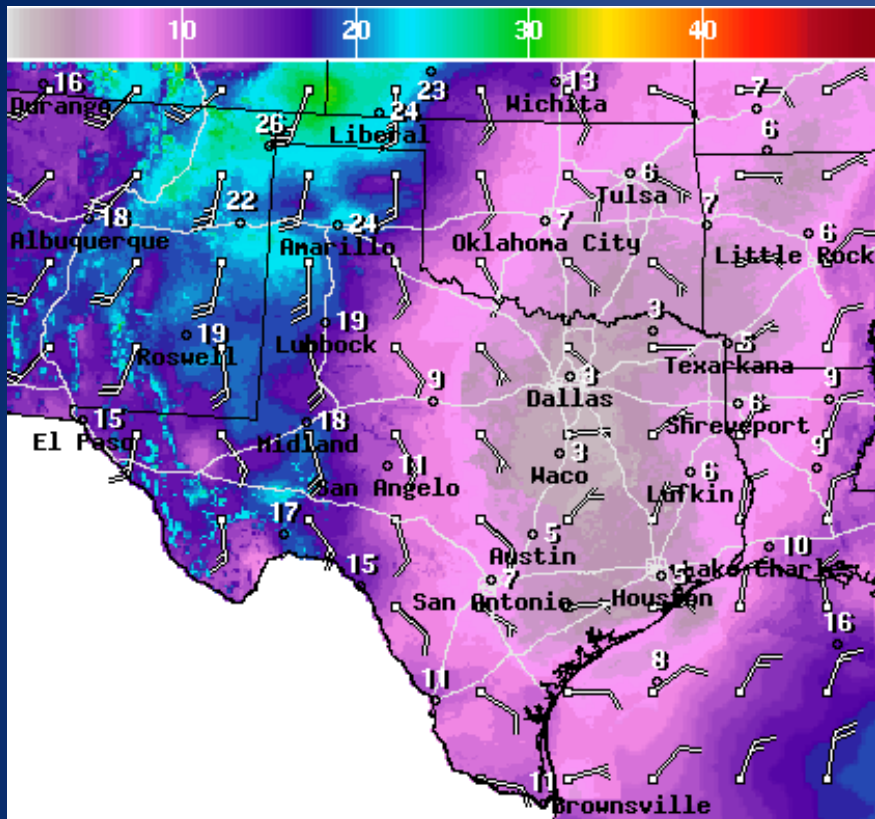 10 20 30 40
16 23 13 7
Durango Liberal 24 Wichita
26 6
6
Tulsa
18 22 24 7 7 6
Albuquerque Amarillo Oklahoma City Little Rock
19 19 3 5
Roswell Lubbock Texarkana
3
9 Dallas 6 9
15 18 Shreveport
El Paso Midland
11 3 6 9
San Angelo Waco Lufkin
17 5 10
Austin
15 7 5 Lake Charl
San Antonio Houston
16
8
11
11
Brownsville